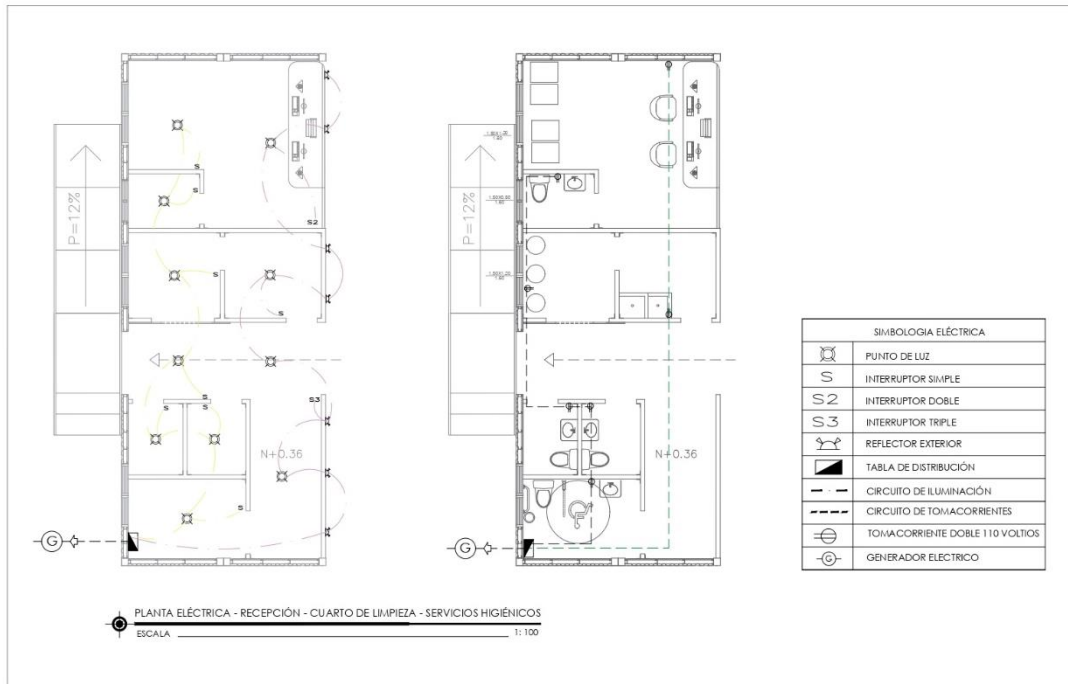 P=12%
S
S
S2
S
S
S3
S
S
S
N+0.36
S
G
P=12%
N+0.36
G
SIMBOLOGIA ELÉCTRICA
PUNTO DE LUZ
S INTERRUPTOR SIMPLE
S2 INTERRUPTOR DOBLE
S3 INTERRUPTOR TRIPLE
REFLECTOR EXTERIOR
TABLA DE DISTRIBUCIÓN
CIRCUITO DE ILUMINACIÓN
CIRCUITO DE TOMACORRIENTES
TOMACORRIENTE DOBLE 110 VOLTIOS
G GENERADOR ELECTRICO
PLANTA ELÉCTRICA - RECEPCIÓN - CUARTO DE LIMPIEZA - SERVICIOS HIGIÉNICOS
ESCALA 1: 100